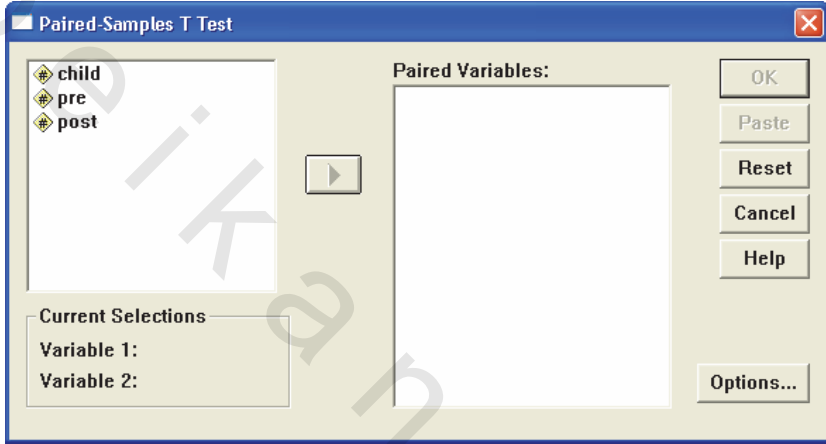 Paired-Samples T Test
child
pre
post
Paired Variables:
OK
Paste
Reset
Cancel
Help
Current Selections
Variable 1:
Variable 2:
Options...